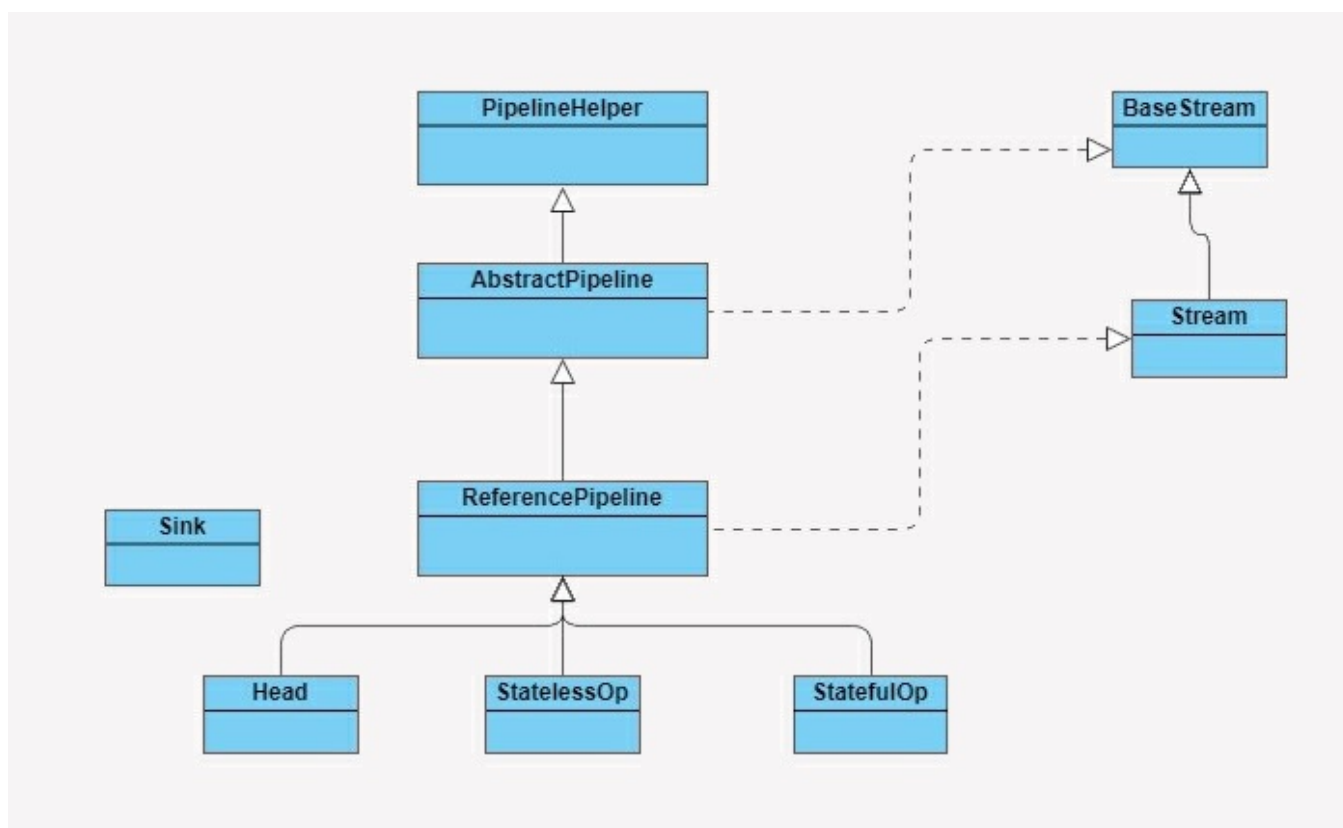 PipelineHelper
BaseStream
AbstractPipeline
Stream
ReferencePipeline
Sink
Head
StatelessOp
StatefulOp